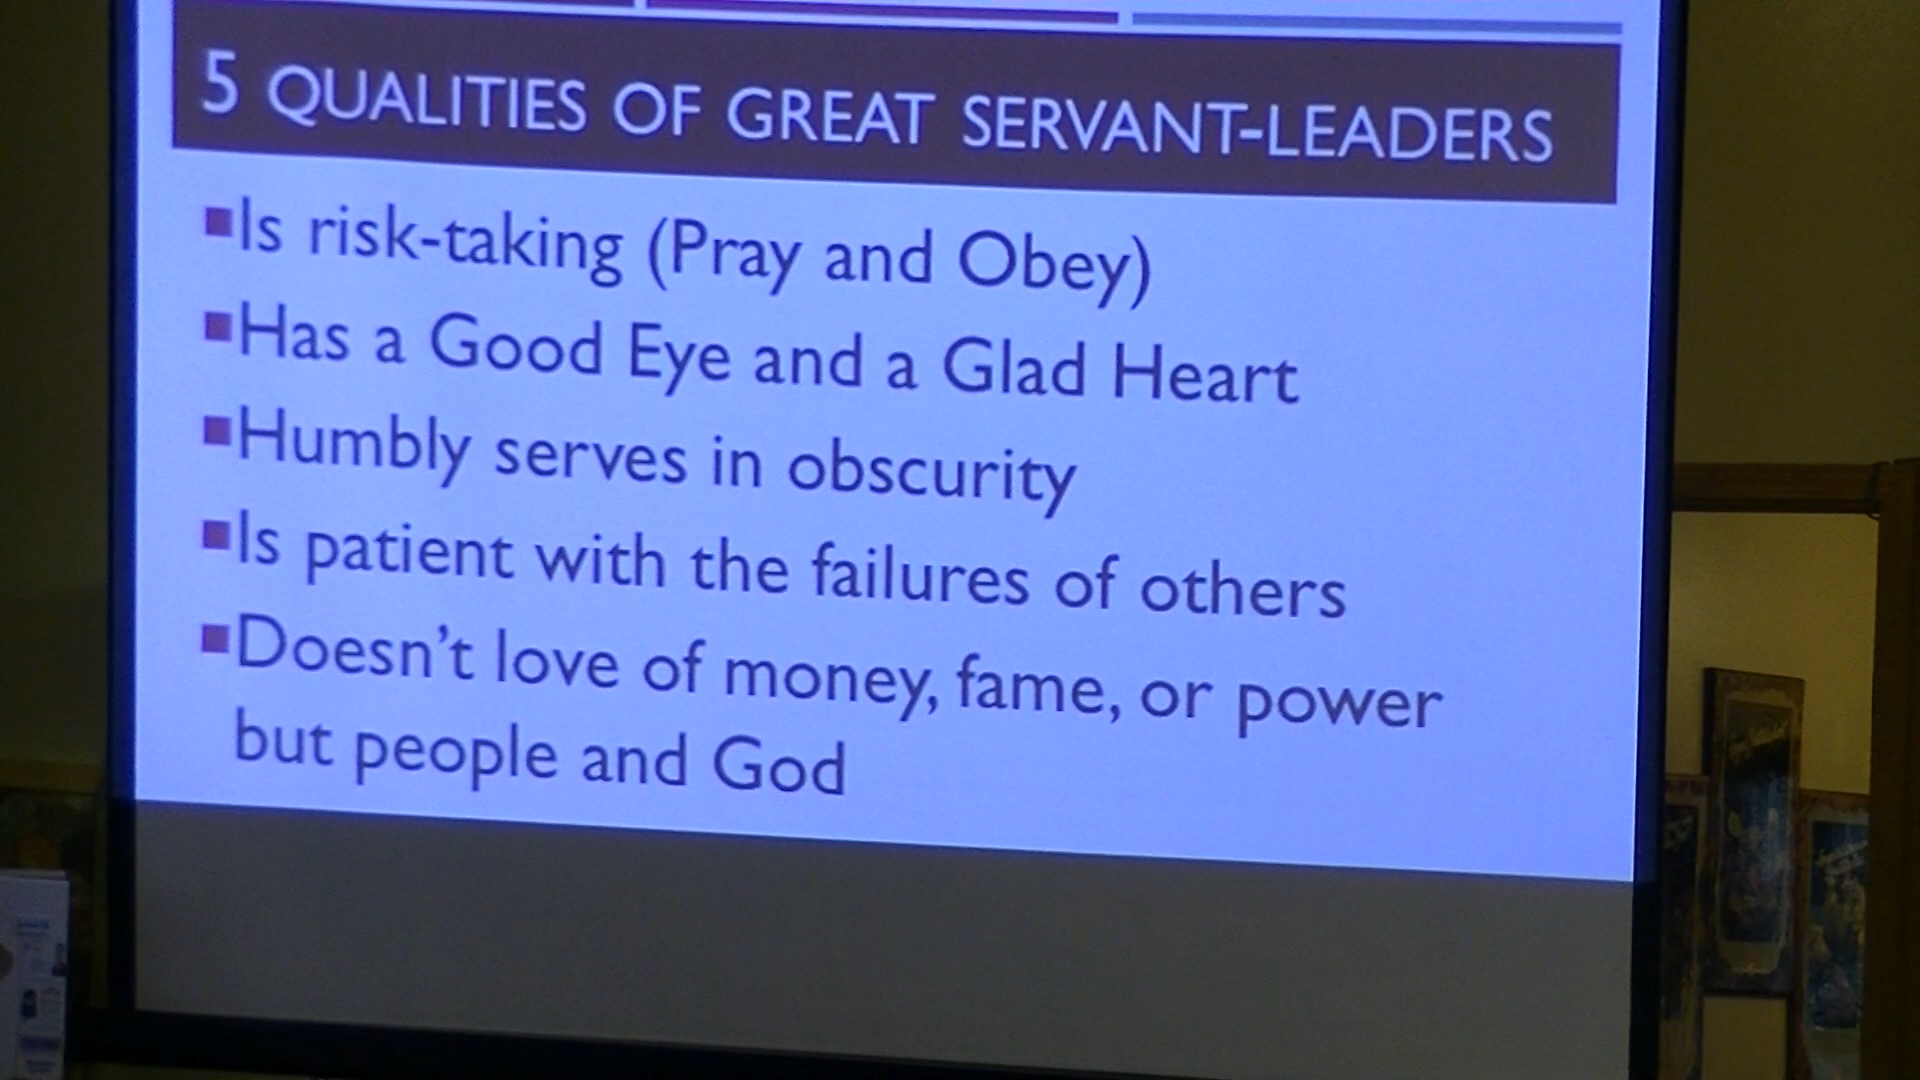 5 QUALITIES OF GREAT SERVANT-LEADERS
Is risk-taking (Pray and Obey)
Has a Good Eye and a Glad Heart
Humbly serves in obscurity
Is patient with the failures of others
Doesn't love of money, fame, or power
but people and God